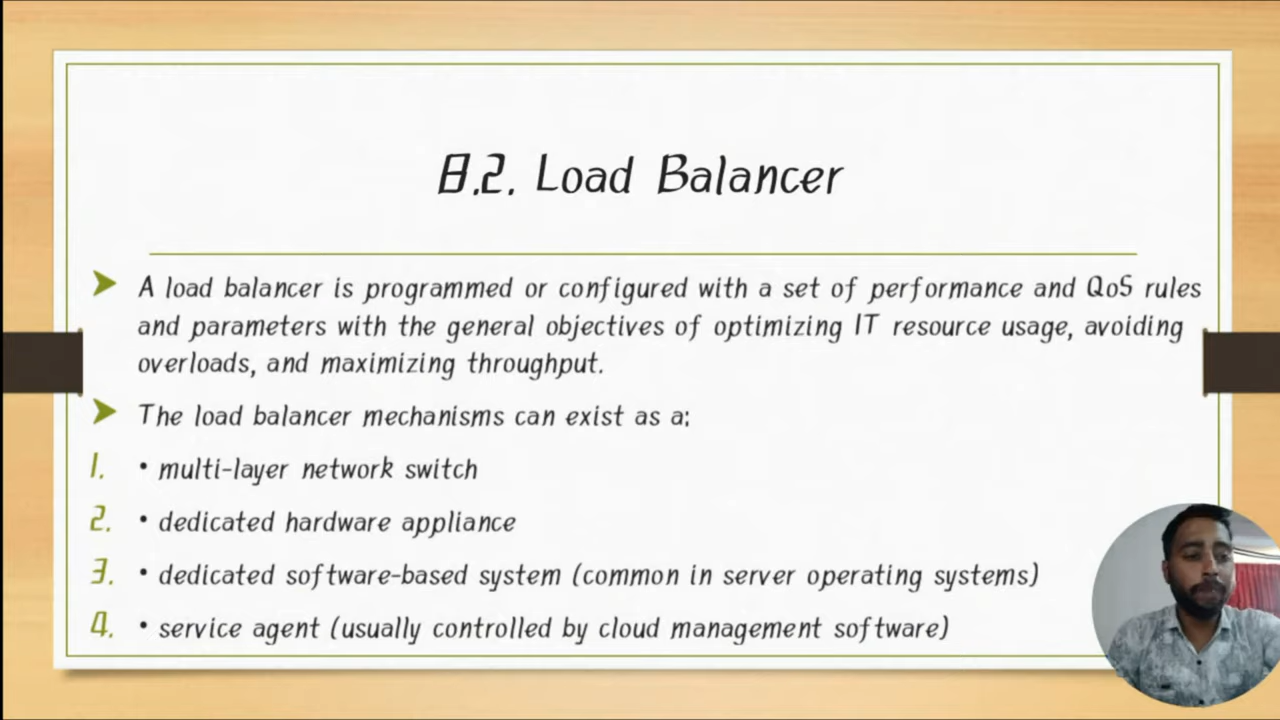 8.2. Load Balancer
A load balancer is programmed or configured with a set of performance and QoS rules
and parameters with the general objectives of optimizing IT resource usage, avoiding
overloads, and maximizing throughput.
The load balancer mechanisms can exist as a:
1. • multi-layer network switch
2. • dedicated hardware appliance
3. • dedicated software-based system (common in server operating systems)
4. • service agent (usually controlled by cloud management software)